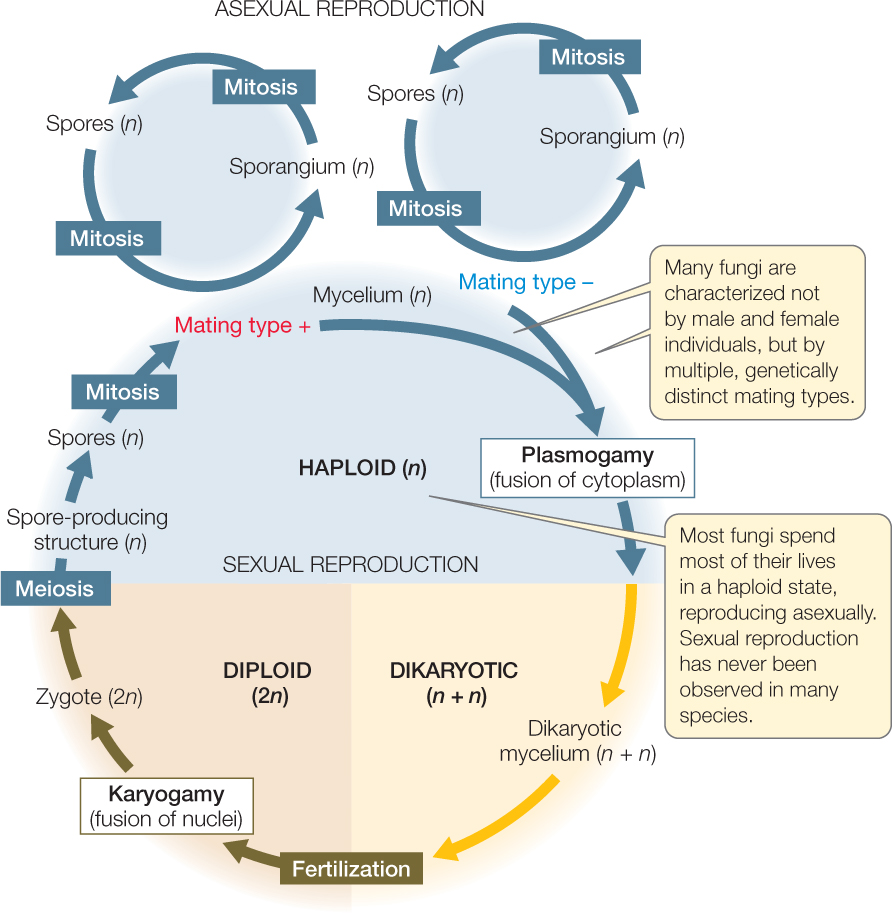 ASEXUAL REPRODUCTION
Mitosis
Spores (n)
Sporangium (n)
Mitosis
Mitosis
Spores (n)
Sporangium (n)
Mitosis
Mating type –
Mycelium (n)
Mating type +
Many fungi are
characterized not
by male and female
individuals, but by
multiple, genetically
distinct mating types.
Mitosis
Spores (n)
HAPLOID (n)
Plasmogamy
(fusion of cytoplasm)
Spore-producing
structure (n)
Most fungi spend
most of their lives
in a haploid state,
reproducing asexually.
Sexual reproduction
has never been
observed in many
species.
SEXUAL REPRODUCTION
Meiosis
DIPLOID
(2n)
DIKARYOTIC
(n + n)
Zygote (2n)
Dikaryotic
mycelium (n + n)
Karyogamy
(fusion of nuclei)
Fertilization